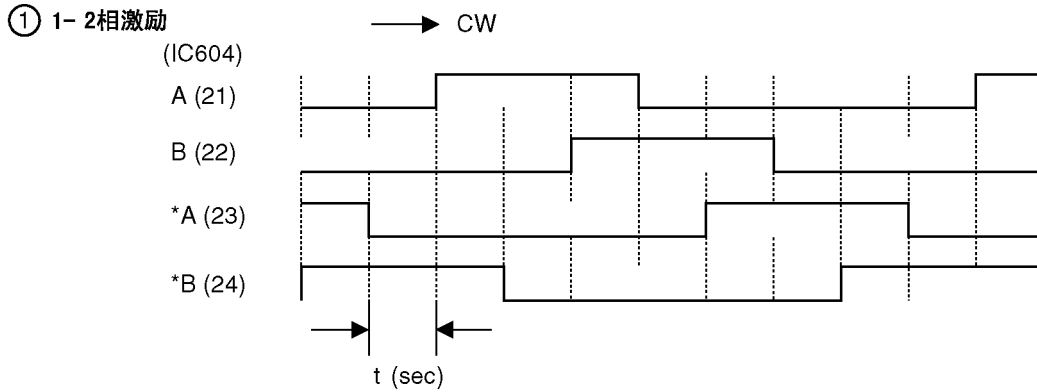 ① 1- 2相激励
CW
(IC604)
A (21)
B (22)
*A (23)
*B (24)
t (sec)